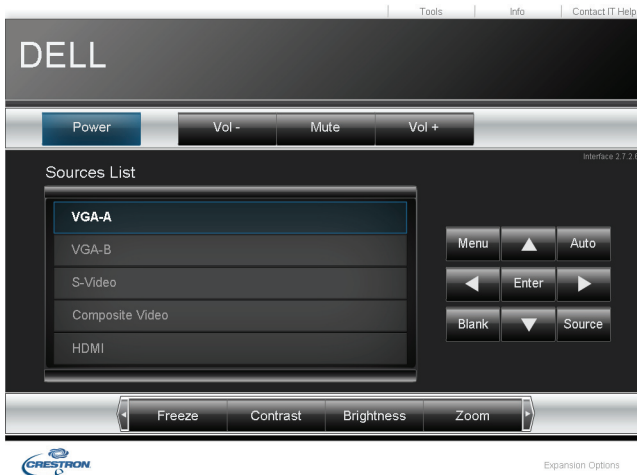 Tools Info Contact IT Help
DELL
Power Vol - Mute Vol +
Interface 2.7.2.6
Sources List
VGA-A
VGA-B
S-Video
Composite Video
HDMI
Menu Auto
Enter
Blank Source
Freeze Contrast Brightness Zoom
CRESTRON
Expansion Options